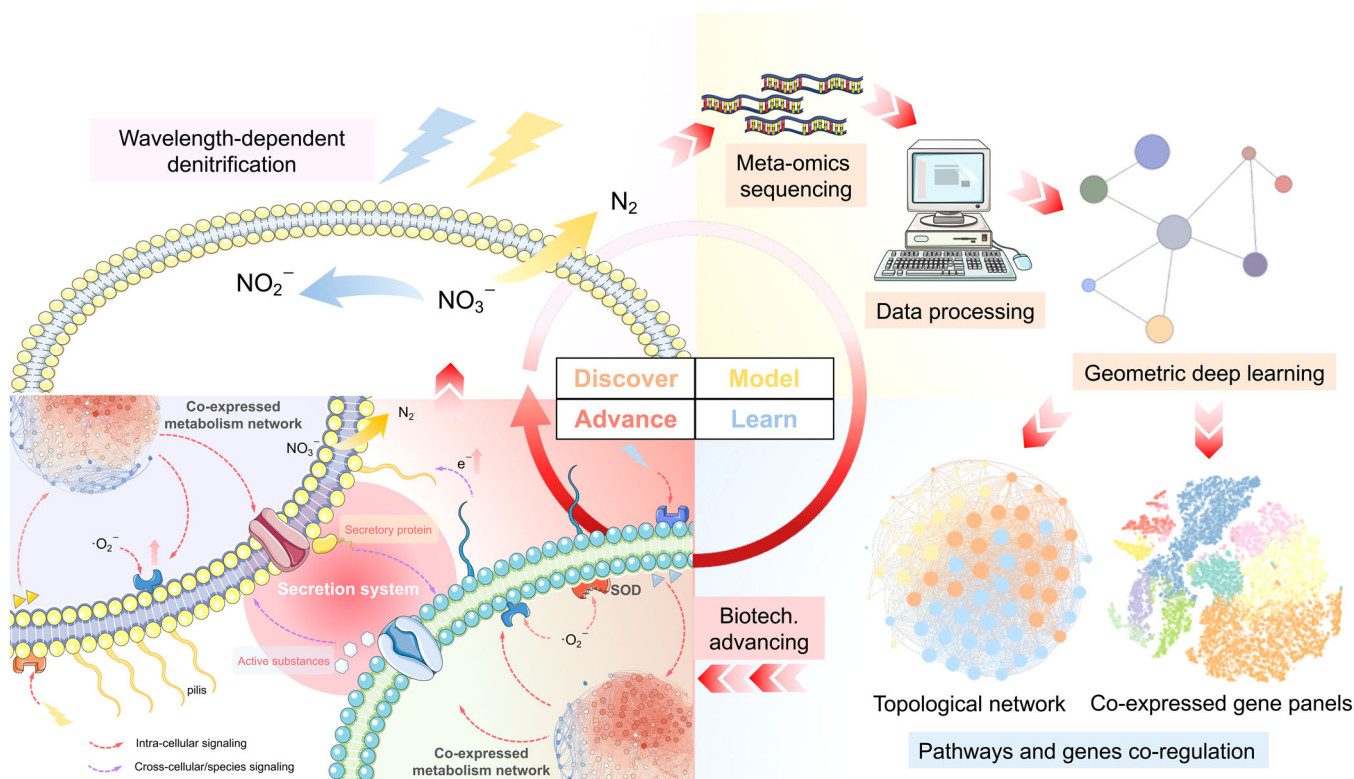 Wavelength-dependent
denitrification
N₂
NO₂⁻
NO₃⁻
Meta-omics
sequencing
Data processing
Geometric deep learning
Discover
Model
Advance
Learn
Co-expressed
metabolism network
N₂
NO₃⁻
e⁻
·O₂⁻
Secretory protein
Secretion system
Active substances
pilis
SOD
·O₂⁻
Co-expressed
metabolism network
Intra-cellular signaling
Cross-cellular/species signaling
Biotech.
advancing
Topological network
Co-expressed gene panels
Pathways and genes co-regulation